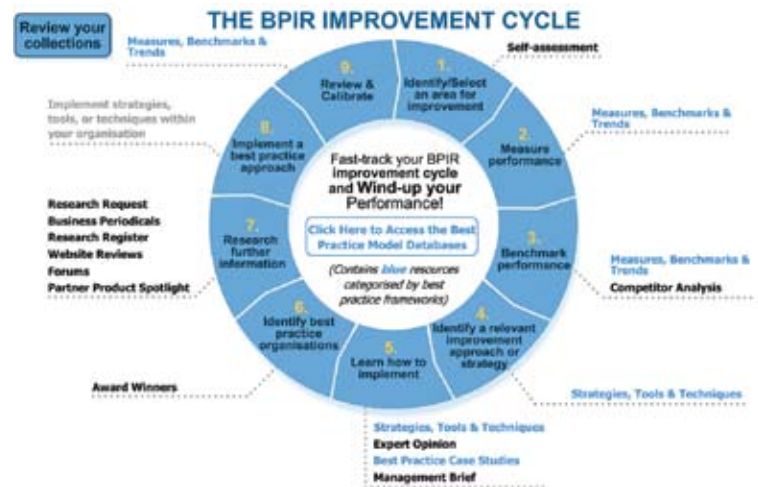 THE BPIR IMPROVEMENT CYCLE
Review your
collections
Measures, Benchmarks &
Trends
Self-assessment
1.
Identify/Select
an area for
improvement
Measures, Benchmarks &
Trends
2.
Measure
performance
3.
Benchmark
performance
Measures, Benchmarks &
Trends
Competitor Analysis
4.
Identify a relevant
improvement
approach or
strategy
Strategies, Tools & Techniques
5.
Learn how to
implement
Strategies, Tools & Techniques
Expert Opinion
Best Practice Case Studies
Management Brief
6.
Identify best
practice
organisations
Award Winners
7.
Research
further
information
Research Request
Business Periodicals
Research Register
Website Reviews
Forums
Partner Product Spotlight
8.
Implement a
best practice
approach
Implement strategies,
tools, or techniques within
your organisation
9.
Review &
Calibrate
Fast-track your BPIR
improvement cycle
and Wind-up your
Performance!
Click Here to Access the Best
Practice Model Databases
(Contains blue resources
categorised by best
practice frameworks)